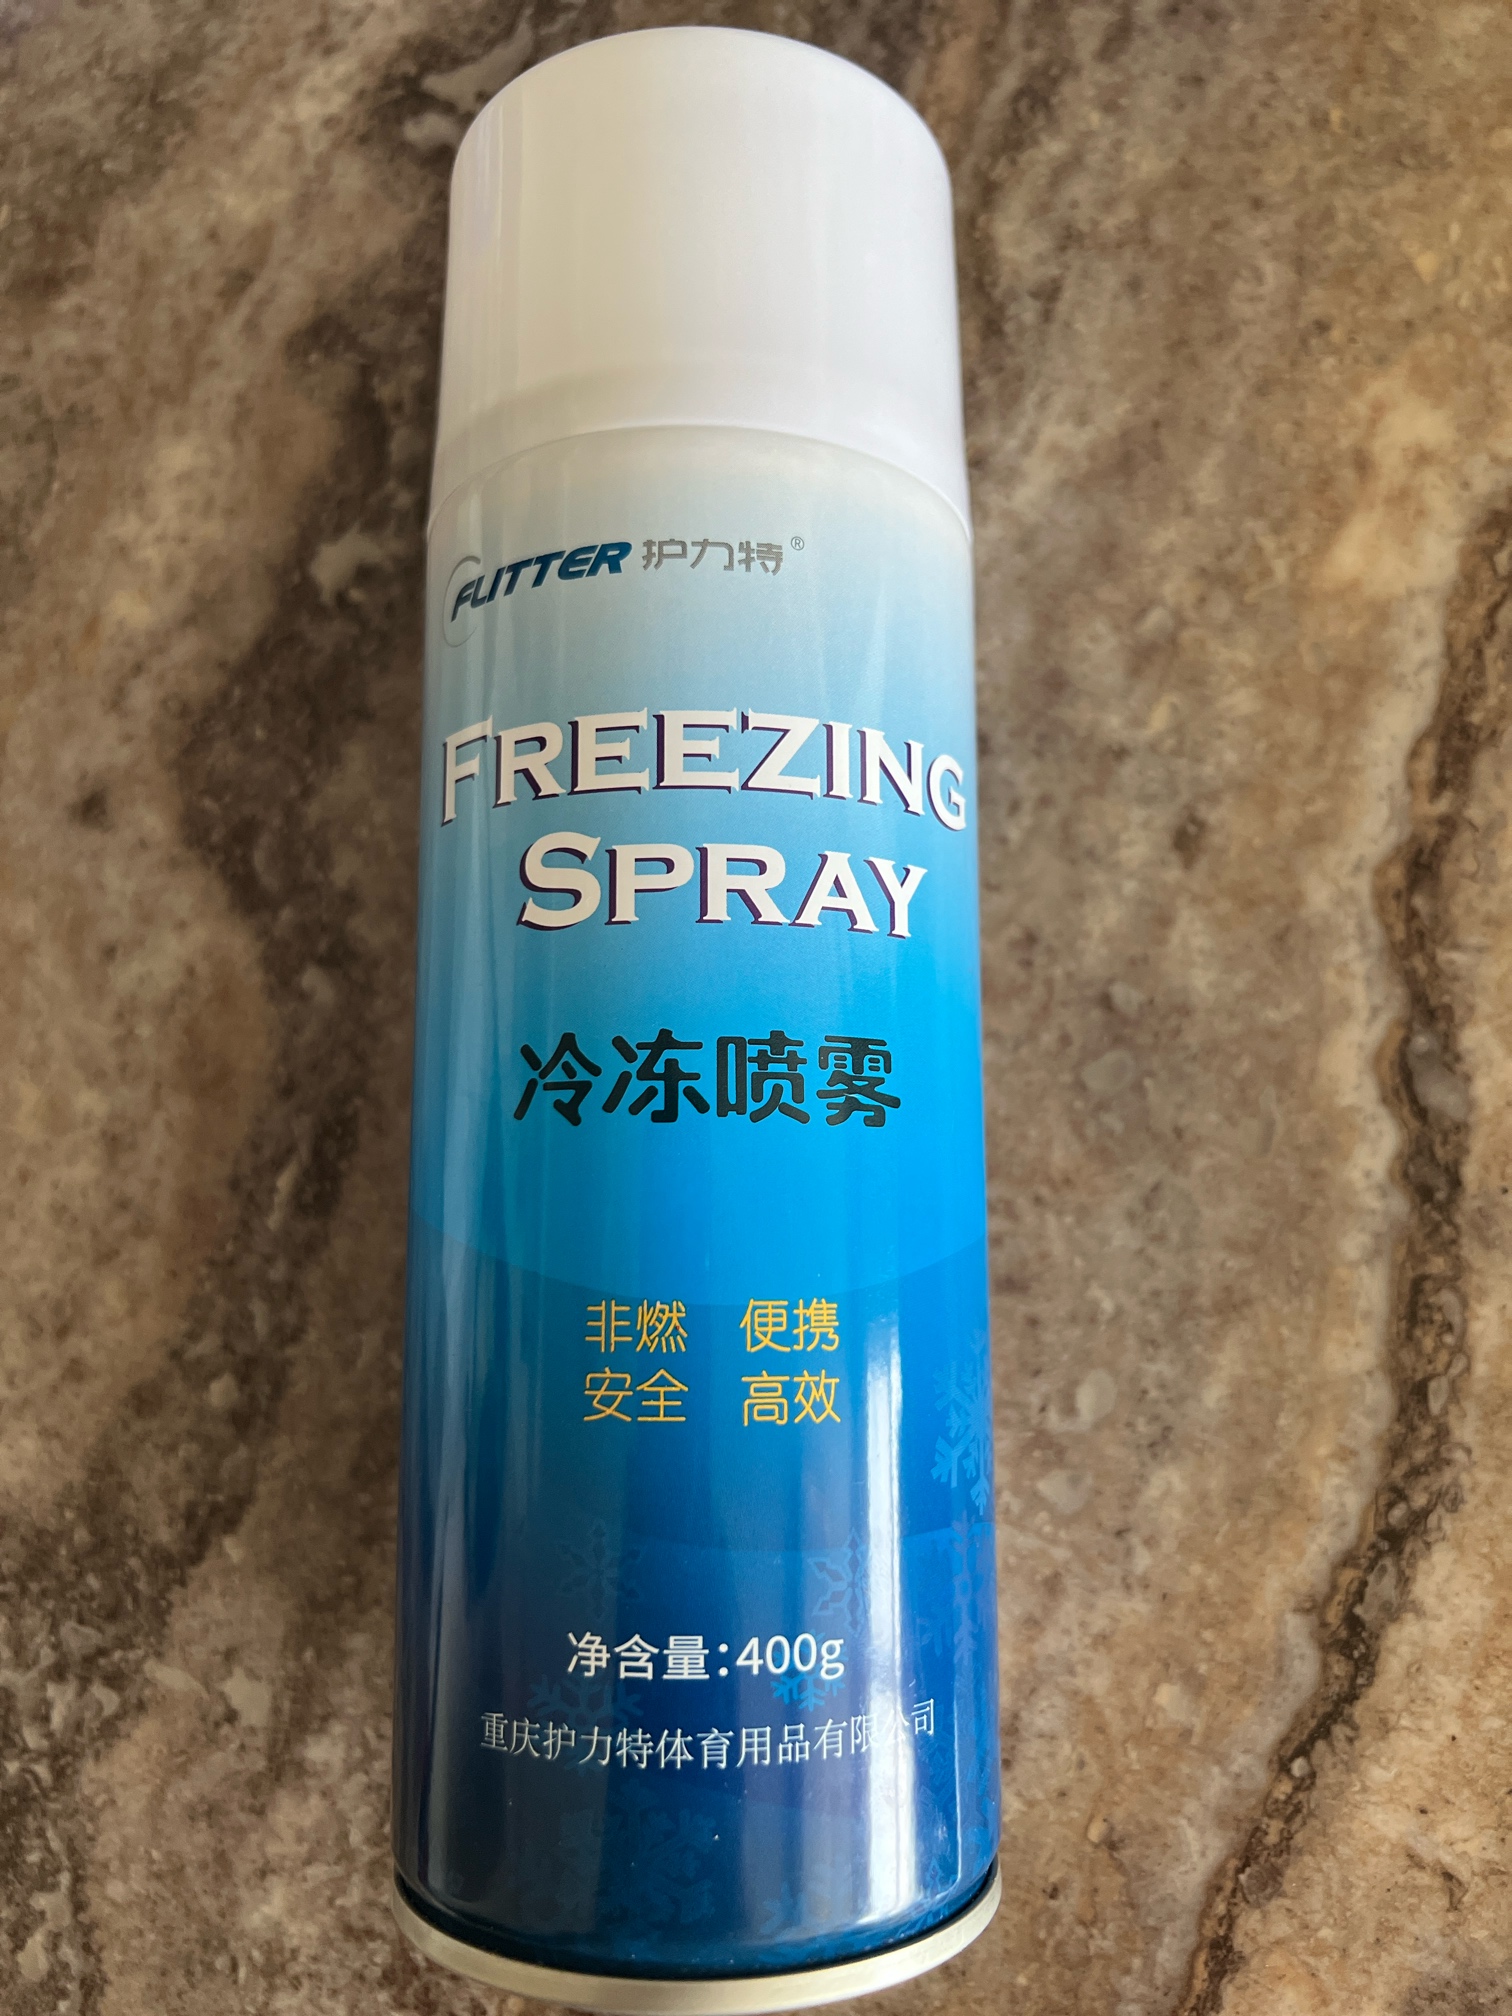 FLITTER 护力特®
FREEZING
SPRAY
冷冻喷雾
非燃 便携
安全 高效
净含量:400g
重庆护力特体育用品有限公司